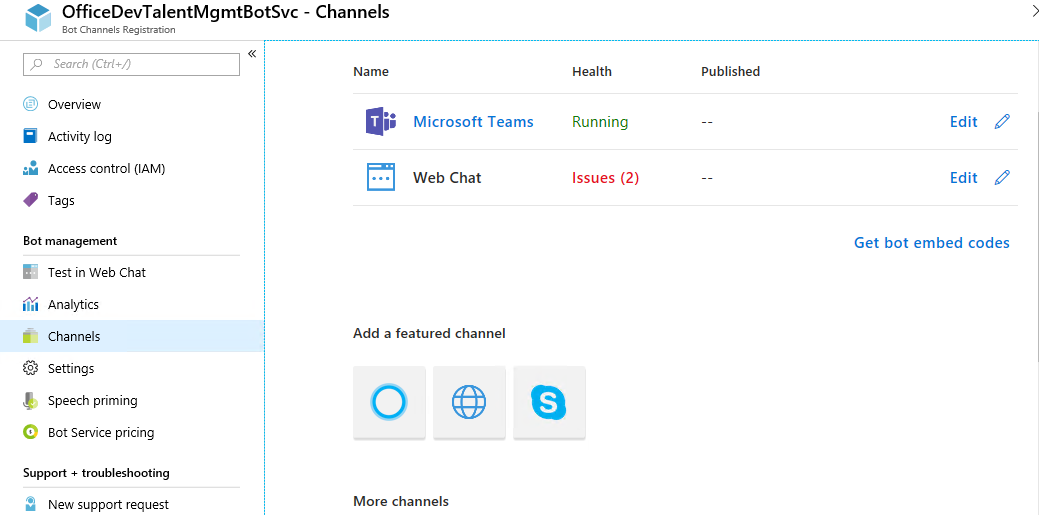 OfficeDevTalentMgmtBotSvc - Channels
Bot Channels Registration
Search (Ctrl+/)
Overview
Activity log
Access control (IAM)
Tags
Bot management
Test in Web Chat
Analytics
Channels
Settings
Speech priming
Bot Service pricing
Support + troubleshooting
New support request
Name Health Published
Microsoft Teams Running -- Edit
Web Chat Issues (2) -- Edit
Get bot embed codes
Add a featured channel
More channels